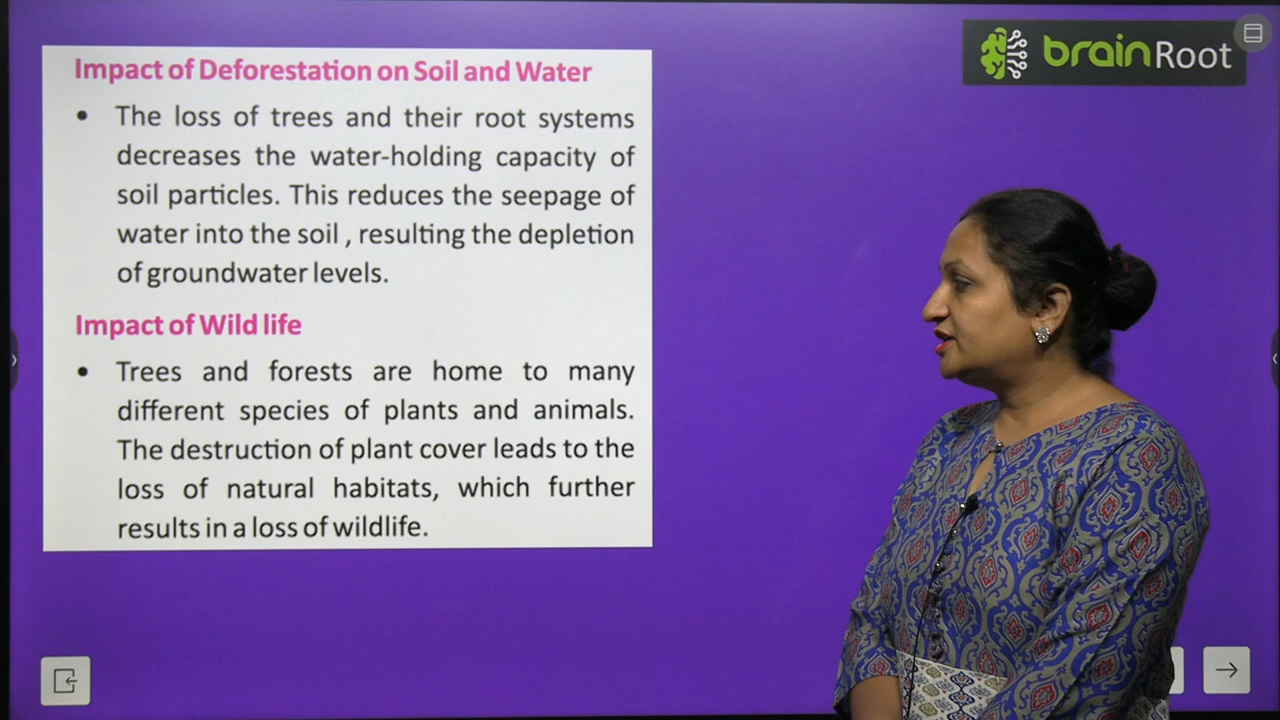 brainRoot
Impact of Deforestation on Soil and Water
• The loss of trees and their root systems
decreases the water-holding capacity of
soil particles. This reduces the seepage of
water into the soil , resulting the depletion
of groundwater levels.
Impact of Wild life
• Trees and forests are home to many
different species of plants and animals.
The destruction of plant cover leads to the
loss of natural habitats, which further
results in a loss of wildlife.